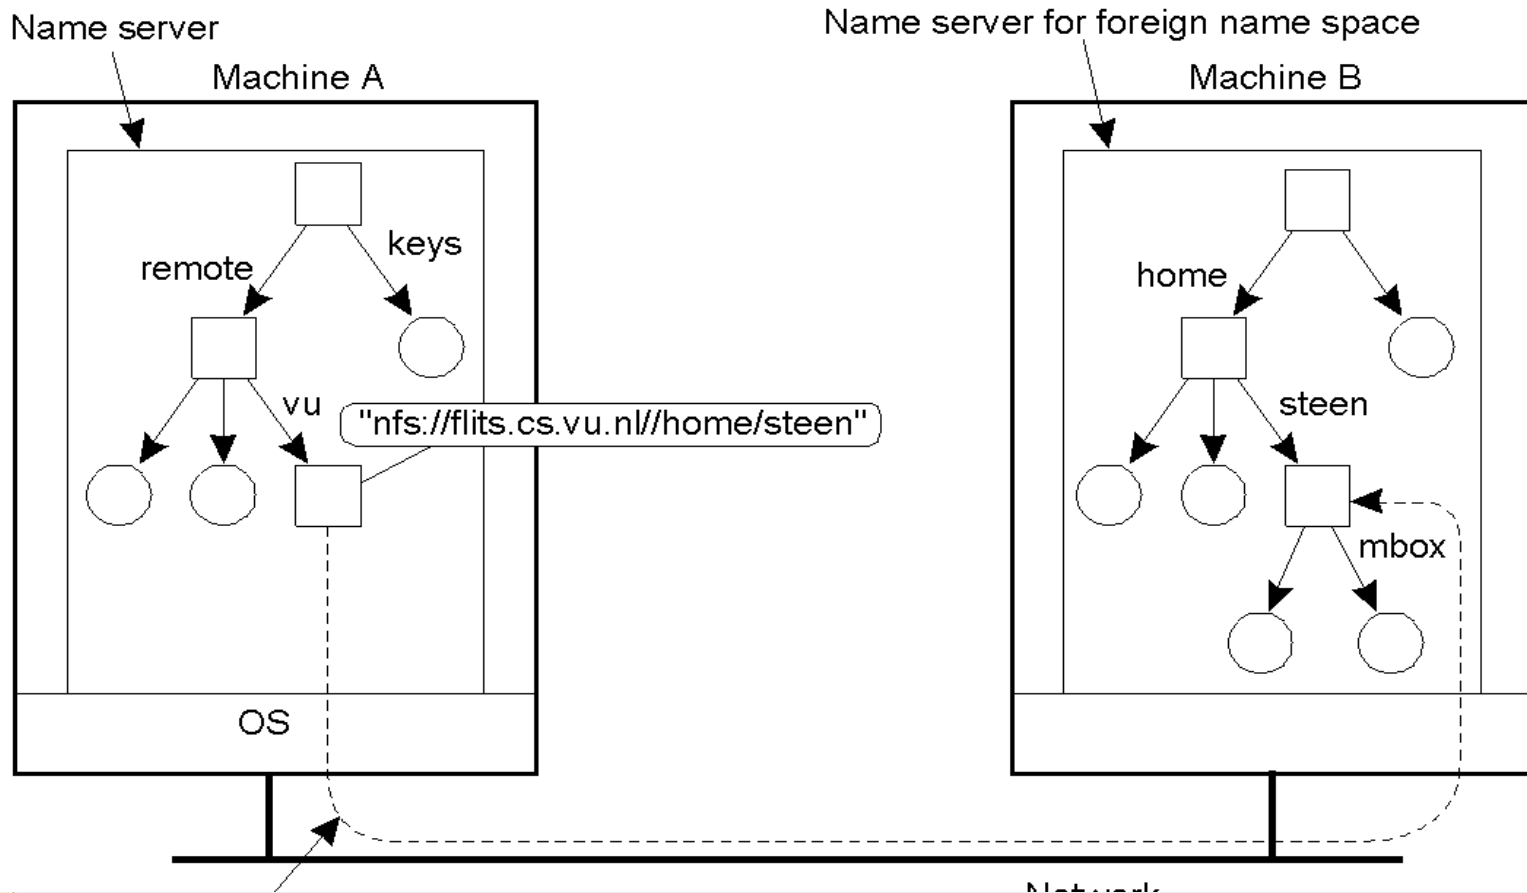 Name server
Name server for foreign name space
Machine A
Machine B
keys
remote
home
vu
"nfs://flits.cs.vu.nl//home/steen"
steen
mbox
OS
Network